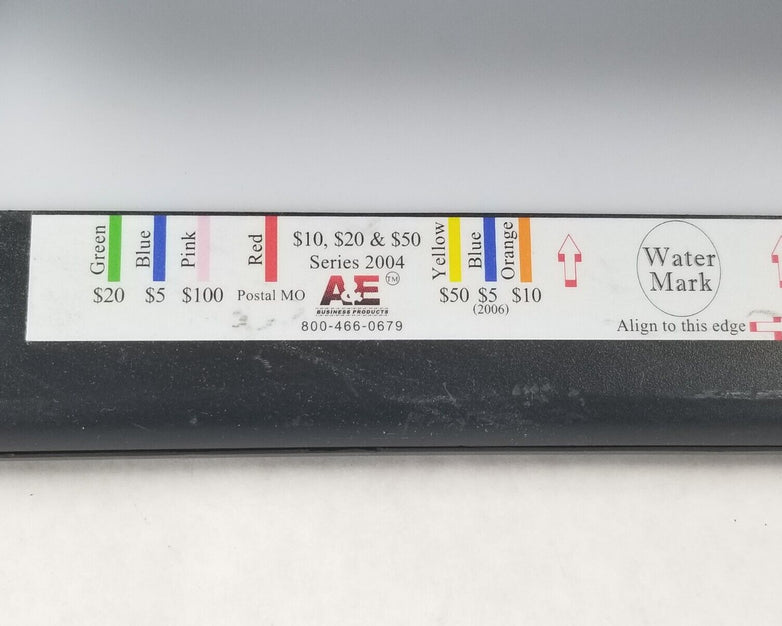 Green
Blue
Pink
Red
$20
$5
$100
Postal MO
$10, $20 & $50
Series 2004
A&E TM
BUSINESS PRODUCTS
800-466-0679
Yellow
Blue
Orange
$50
$5
$10
(2006)
Water
Mark
Align to this edge